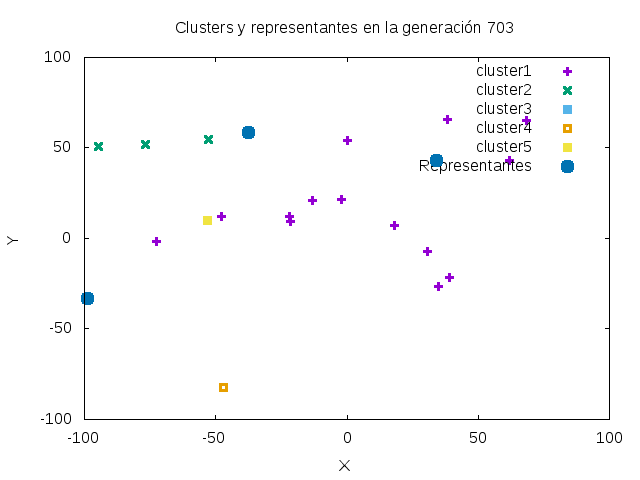 Clusters y representantes en la generación 703
100
50
0
-50
-100
-100
-50
0
50
100
Y
X
cluster1
cluster2
cluster3
cluster4
cluster5
Representantes